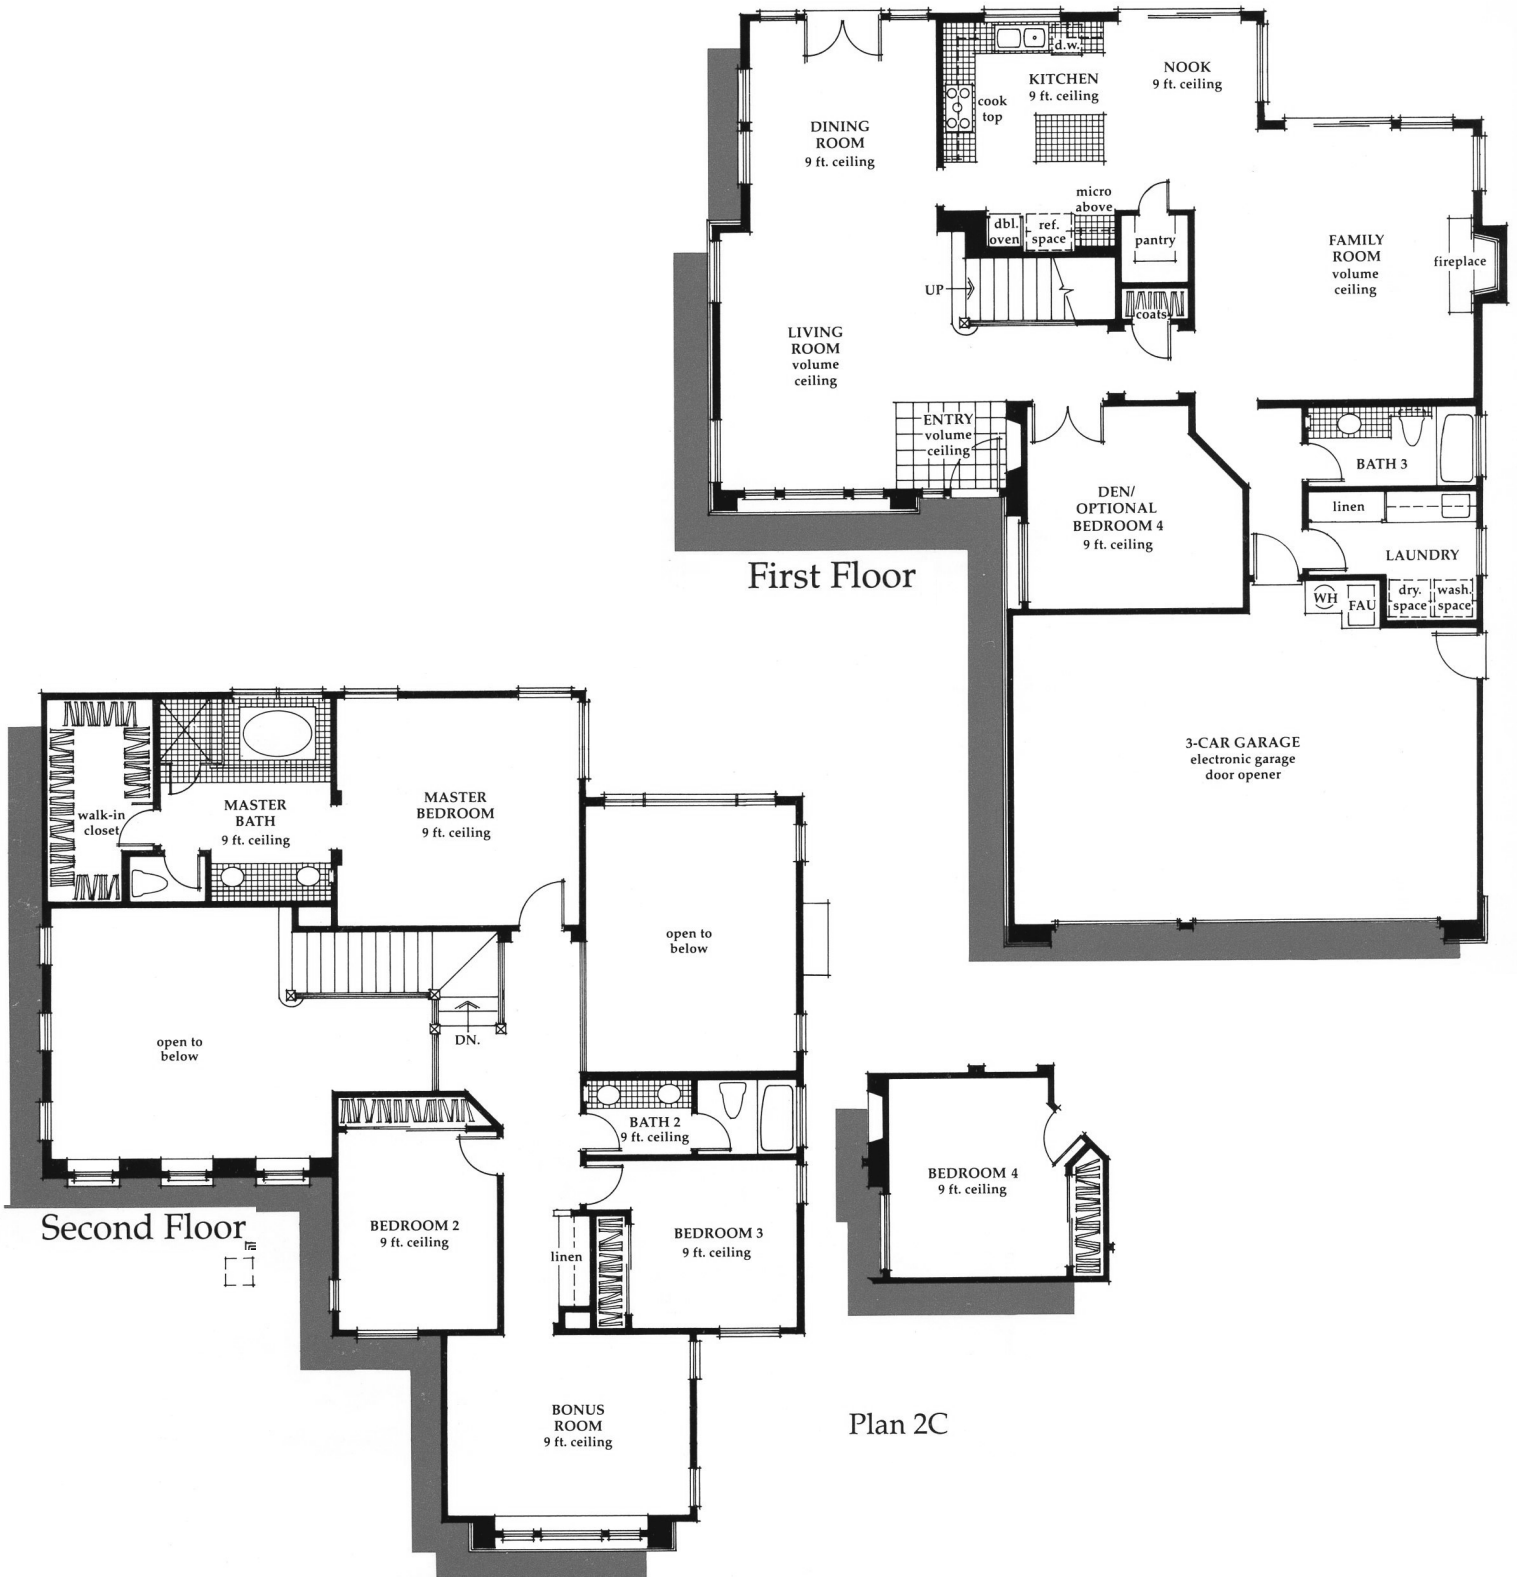 DINING
ROOM
9 ft. ceiling
cook
top
d.w.
KITCHEN
9 ft. ceiling
NOOK
9 ft. ceiling
micro
above
dbl.
oven
ref.
space
pantry
FAMILY
ROOM
volume
ceiling
fireplace
UP
coats
LIVING
ROOM
volume
ceiling
ENTRY
volume
ceiling
BATH 3
DEN/
OPTIONAL
BEDROOM 4
9 ft. ceiling
linen
LAUNDRY
WH
FAU
dry.
space
wash.
space
First Floor
3-CAR GARAGE
electronic garage
door opener
walk-in
closet
MASTER
BATH
9 ft. ceiling
MASTER
BEDROOM
9 ft. ceiling
open to
below
open to
below
DN.
BATH 2
9 ft. ceiling
BEDROOM 2
9 ft. ceiling
linen
BEDROOM 3
9 ft. ceiling
BONUS
ROOM
9 ft. ceiling
Second Floor
BEDROOM 4
9 ft. ceiling
Plan 2C